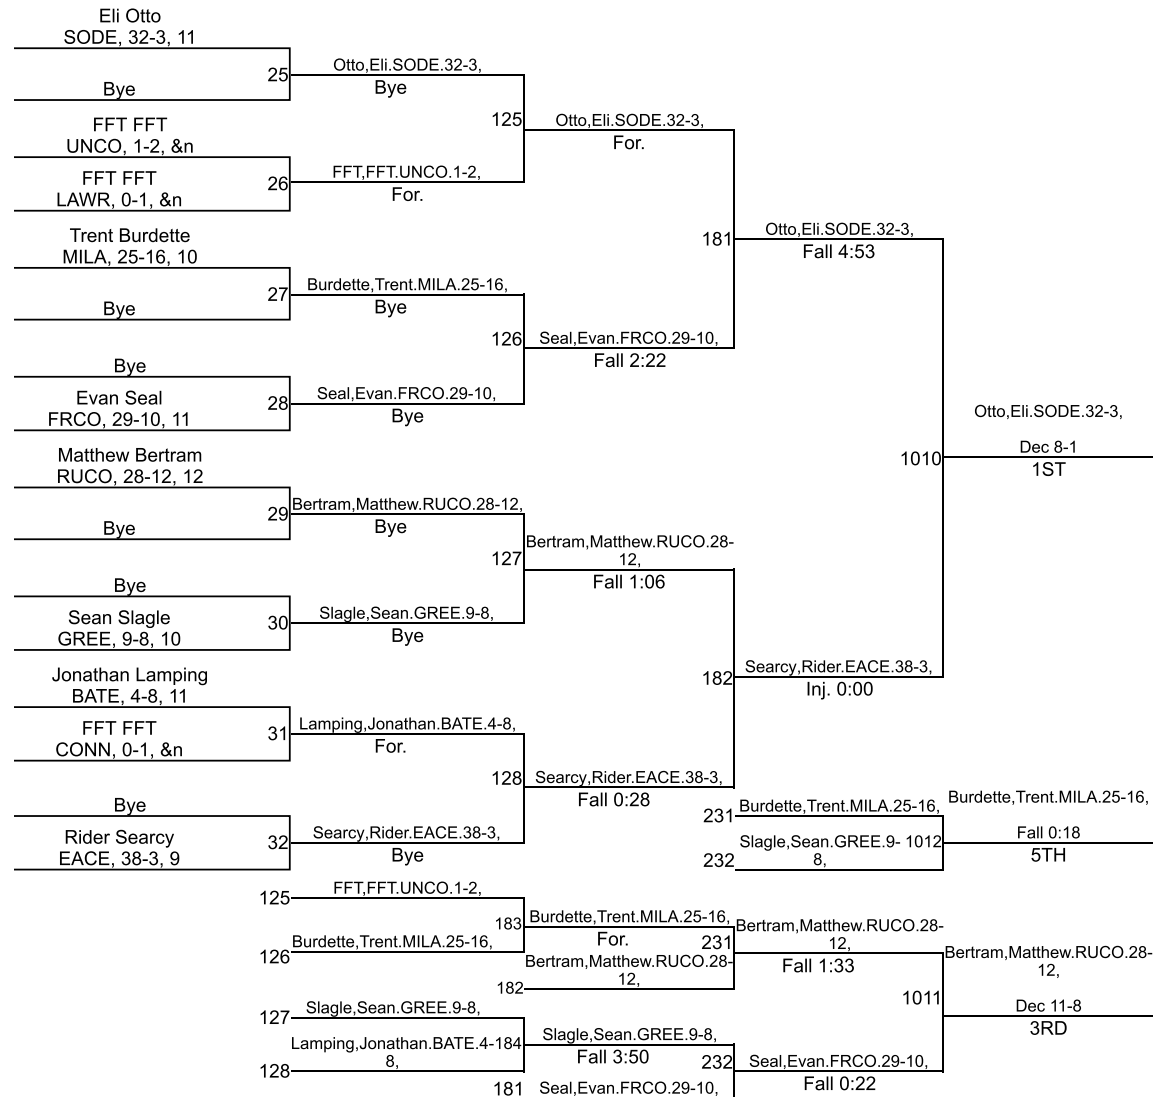 Eli Otto
SODE, 32-3, 11
25
Bye
Otto,Eli.SODE.32-3,
Bye
125
FFT FFT
UNCO, 1-2, &n
26
FFT FFT
LAWR, 0-1, &n
FFT,FFT.UNCO.1-2,
For.
Otto,Eli.SODE.32-3,
For.
181
Trent Burdette
MILA, 25-16, 10
27
Bye
Burdette,Trent.MILA.25-16,
Bye
126
Bye
28
Evan Seal
FRCO, 29-10, 11
Seal,Evan.FRCO.29-10,
Bye
Seal,Evan.FRCO.29-10,
Fall 2:22
Otto,Eli.SODE.32-3,
Fall 4:53
1010
Otto,Eli.SODE.32-3,
Dec 8-1
1ST
Matthew Bertram
RUCO, 28-12, 12
29
Bye
Bertram,Matthew.RUCO.28-12,
Bye
127
Bye
30
Sean Slagle
GREE, 9-8, 10
Slagle,Sean.GREE.9-8,
Bye
Bertram,Matthew.RUCO.28-
12,
Fall 1:06
182
Jonathan Lamping
BATE, 4-8, 11
31
FFT FFT
CONN, 0-1, &n
Lamping,Jonathan.BATE.4-8,
For.
128
Bye
32
Rider Searcy
EACE, 38-3, 9
Searcy,Rider.EACE.38-3,
Bye
Searcy,Rider.EACE.38-3,
Fall 0:28
Searcy,Rider.EACE.38-3,
Inj. 0:00
231
Burdette,Trent.MILA.25-16,
232
Slagle,Sean.GREE.9-
8,
1012
Burdette,Trent.MILA.25-16,
Fall 0:18
5TH
125
FFT,FFT.UNCO.1-2,
183
126
Burdette,Trent.MILA.25-16,
Burdette,Trent.MILA.25-16,
For.
231
182
Bertram,Matthew.RUCO.28-
12,
Bertram,Matthew.RUCO.28-
12,
Fall 1:33
1011
Bertram,Matthew.RUCO.28-
12,
Dec 11-8
3RD
127
Slagle,Sean.GREE.9-8,
184
128
Lamping,Jonathan.BATE.4-
8,
Slagle,Sean.GREE.9-8,
Fall 3:50
232
181
Seal,Evan.FRCO.29-10,
Seal,Evan.FRCO.29-10,
Fall 0:22